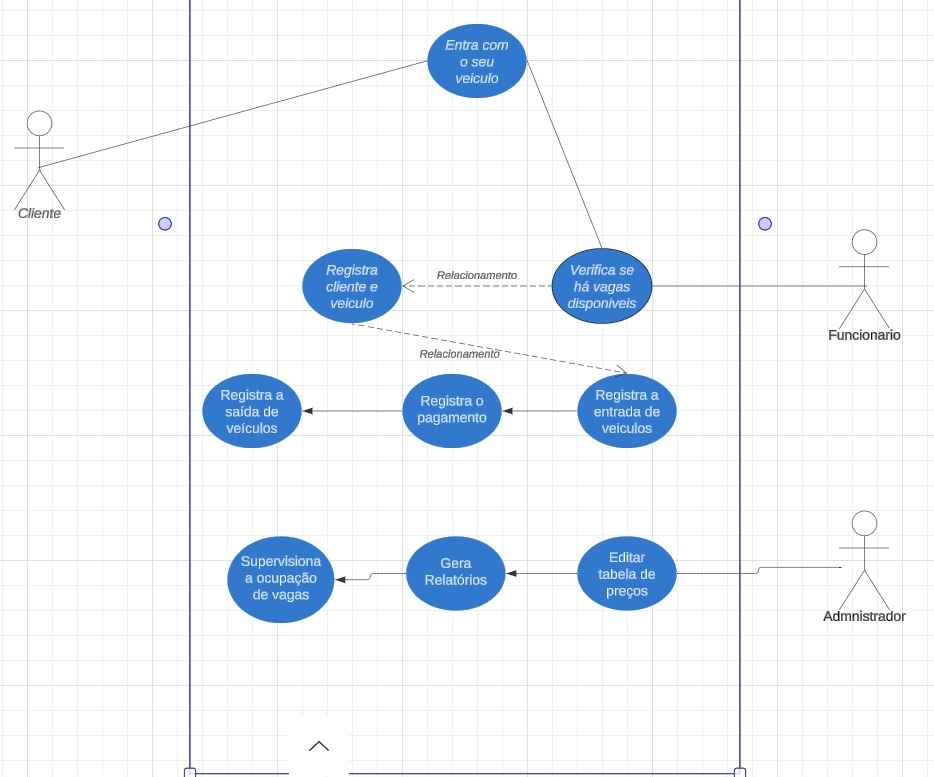 Entra com
o seu
veiculo
Cliente
Registra
cliente e
veiculo
Relacionamento
Verifica se
há vagas
disponíveis
Funcionario
Relacionamento
Registra a
saída de
veículos
Registra o
pagamento
Registra a
entrada de
veiculos
Supervisiona
a ocupação
de vagas
Gera
Relatórios
Editar
tabela de
preços
Admnistrador